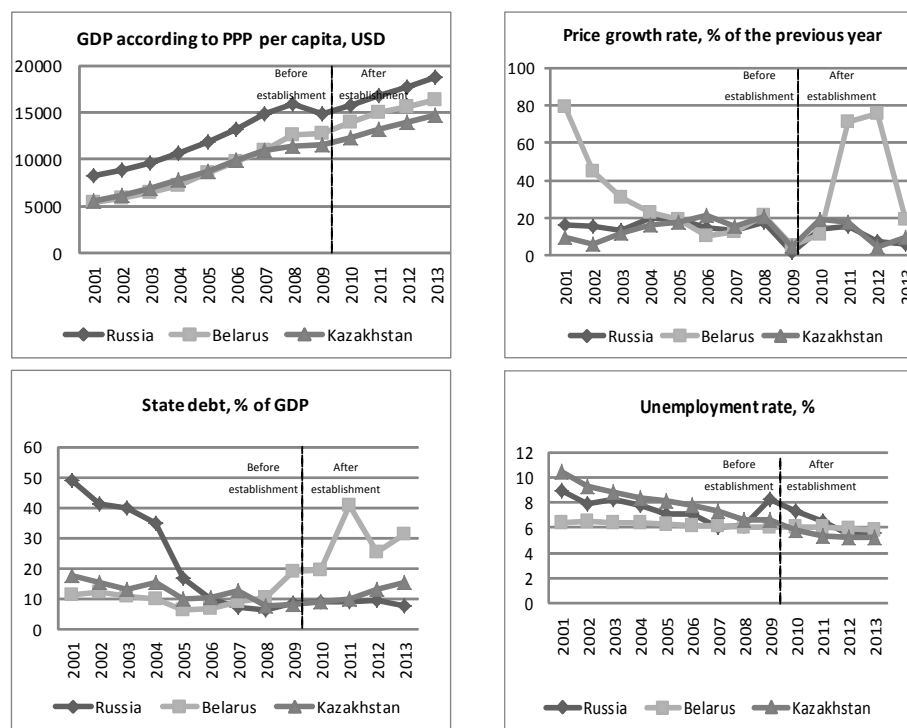 GDP according to PPP per capita, USD
20000
15000
10000
5000
0
Before
establishment
After
establishment
2001 2002 2003 2004 2005 2006 2007 2008 2009 2010 2011 2012 2013
Russia Belarus Kazakhstan
Price growth rate, % of the previous year
100
80
60
40
20
0
Before
establishment
After
establishment
2001 2002 2003 2004 2005 2006 2007 2008 2009 2010 2011 2012 2013
Russia Belarus Kazakhstan
State debt, % of GDP
60
50
40
30
20
10
0
Before
establishment
After
establishment
2001 2002 2003 2004 2005 2006 2007 2008 2009 2010 2011 2012 2013
Russia Belarus Kazakhstan
Unemployment rate, %
12
10
8
6
4
2
0
Before
establishment
After
establishment
2001 2002 2003 2004 2005 2006 2007 2008 2009 2010 2011 2012 2013
Russia Belarus Kazakhstan